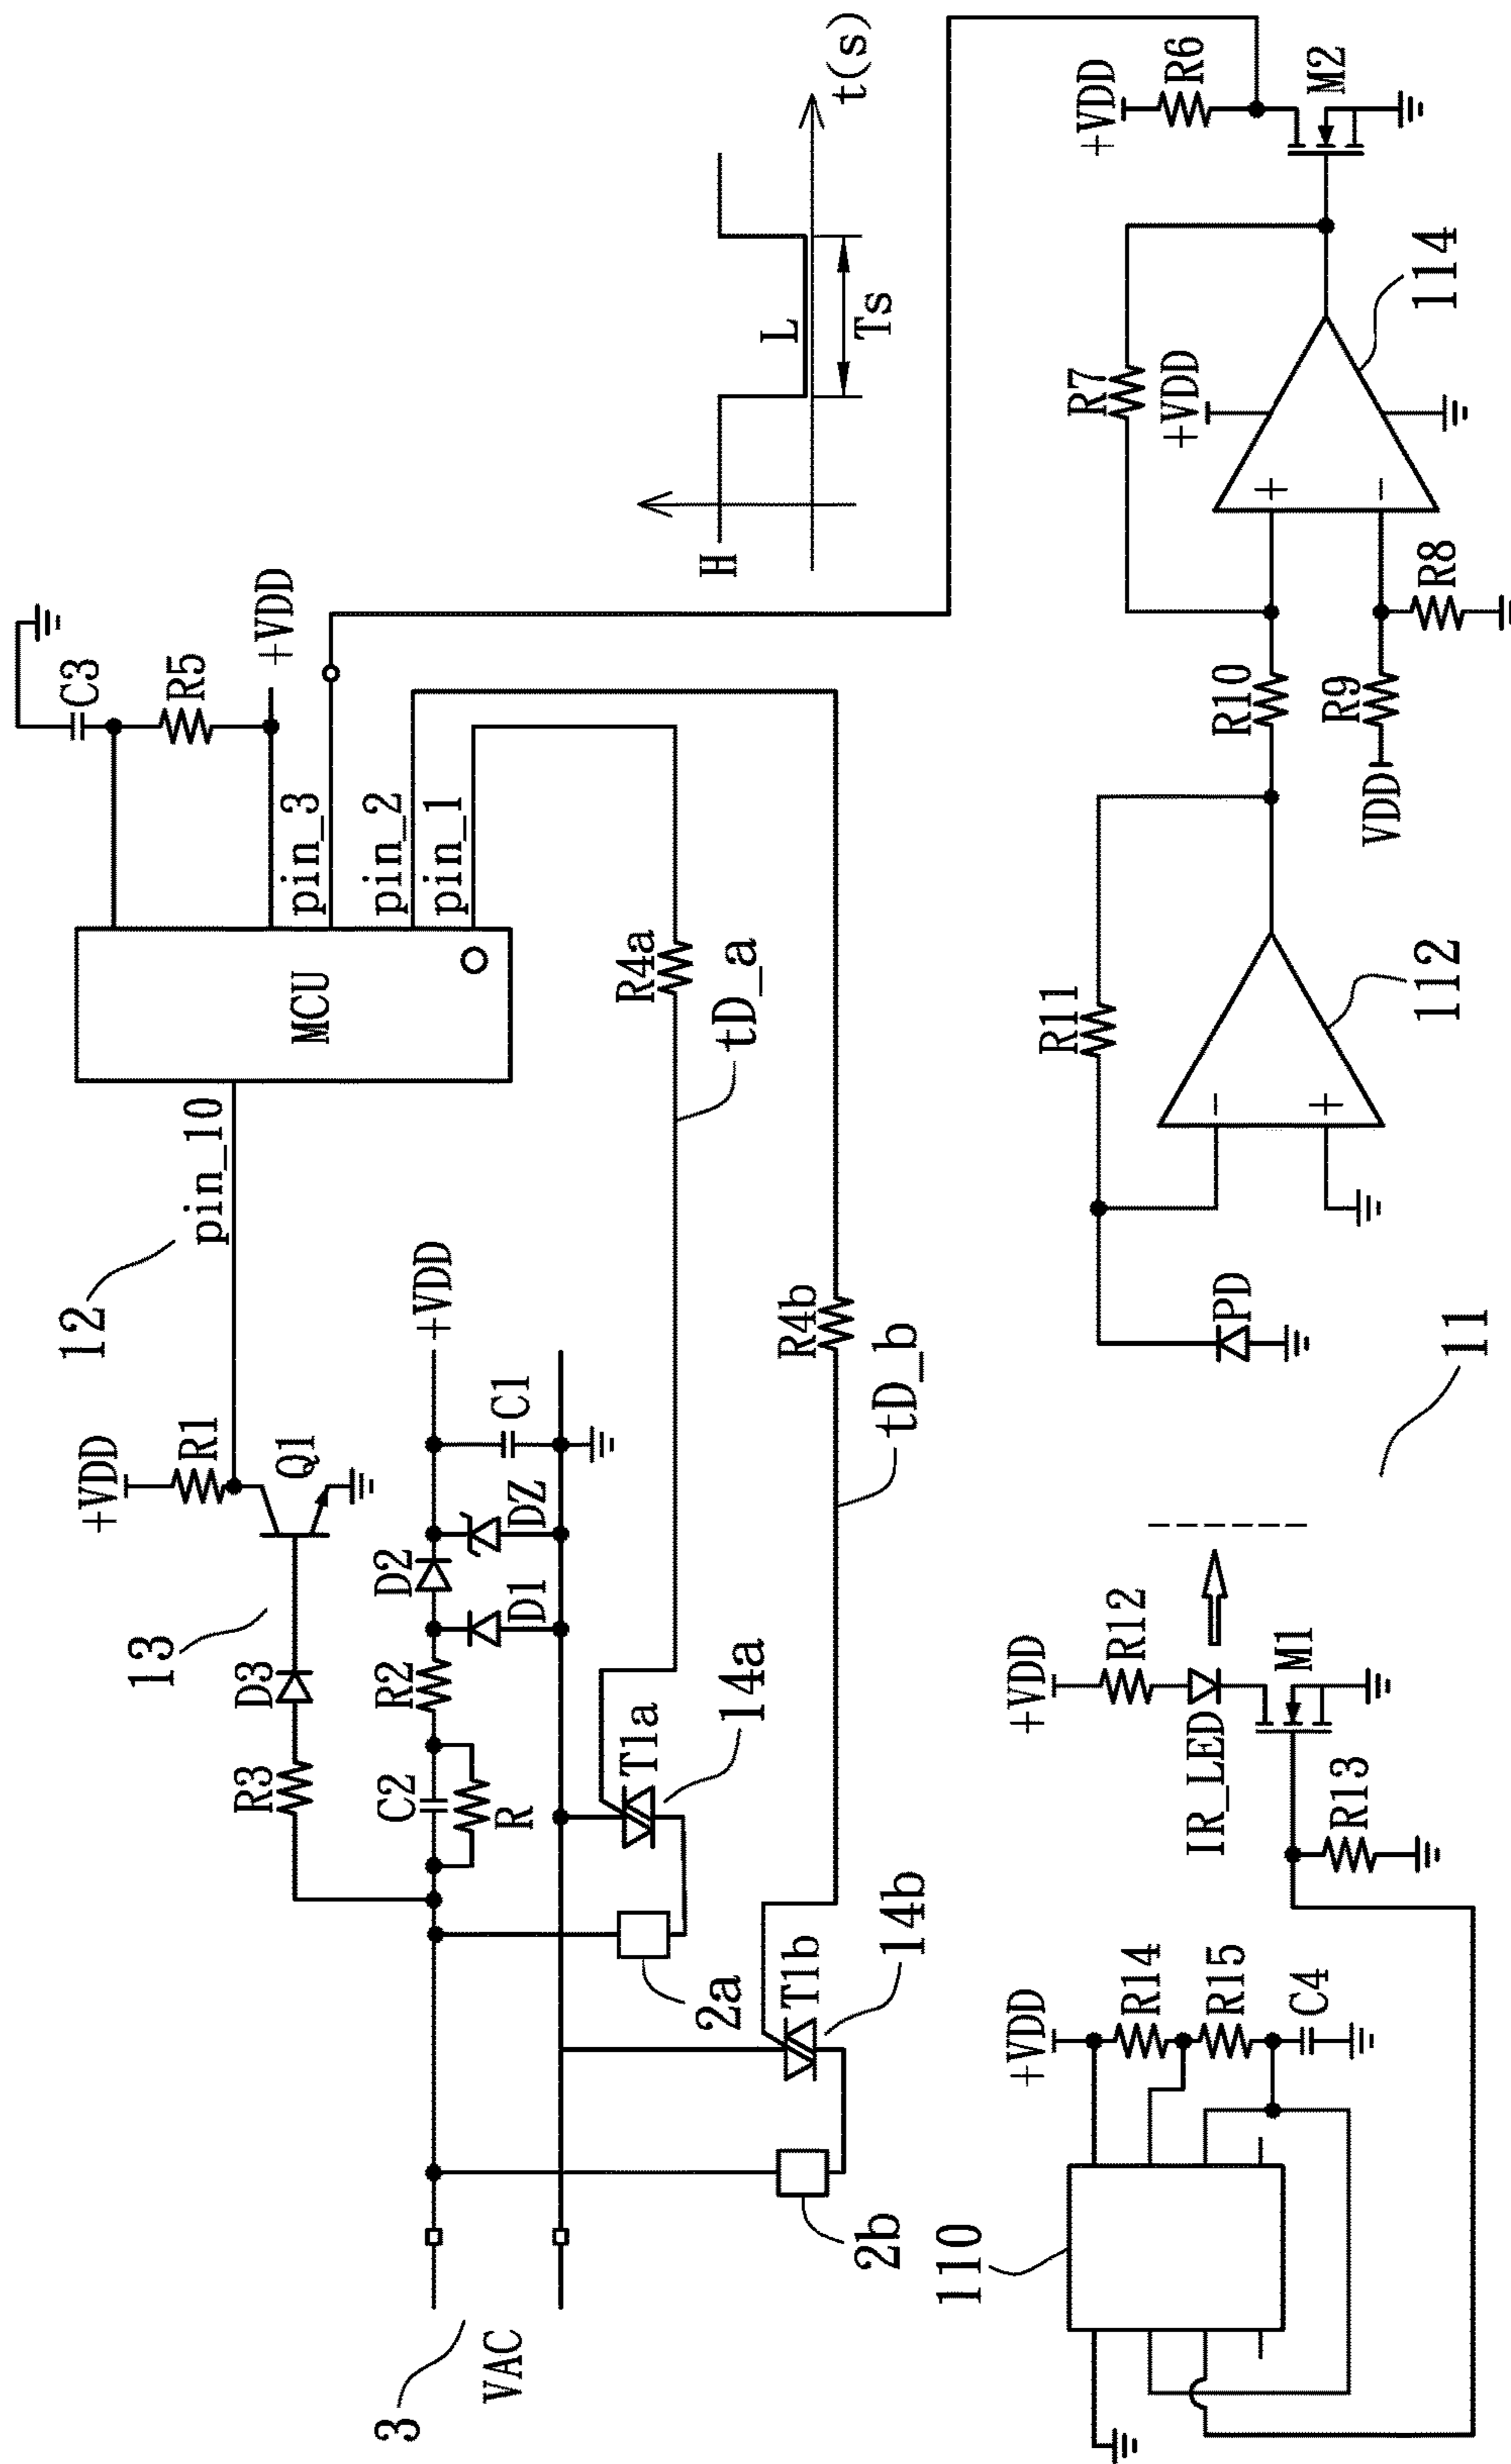 +VDD
R1
Q1
13
D3
R3
12
pin_10
MCU
C3
R5
+VDD
pin_3
pin_2
pin_1
3
VAC
C2
R
R2
D2
D1
DZ
C1
+VDD
2a
T1a
14a
R4a
tD_a
2b
T1b
14b
R4b
tD_b
H
L
Ts
t(s)
110
+VDD
R14
R15
C4
+VDD
R12
IR_LED
M1
R13
11
PD
R11
112
R10
R9
VDD
R8
R7
+VDD
+
-
-
+
114
+VDD
R6
M2